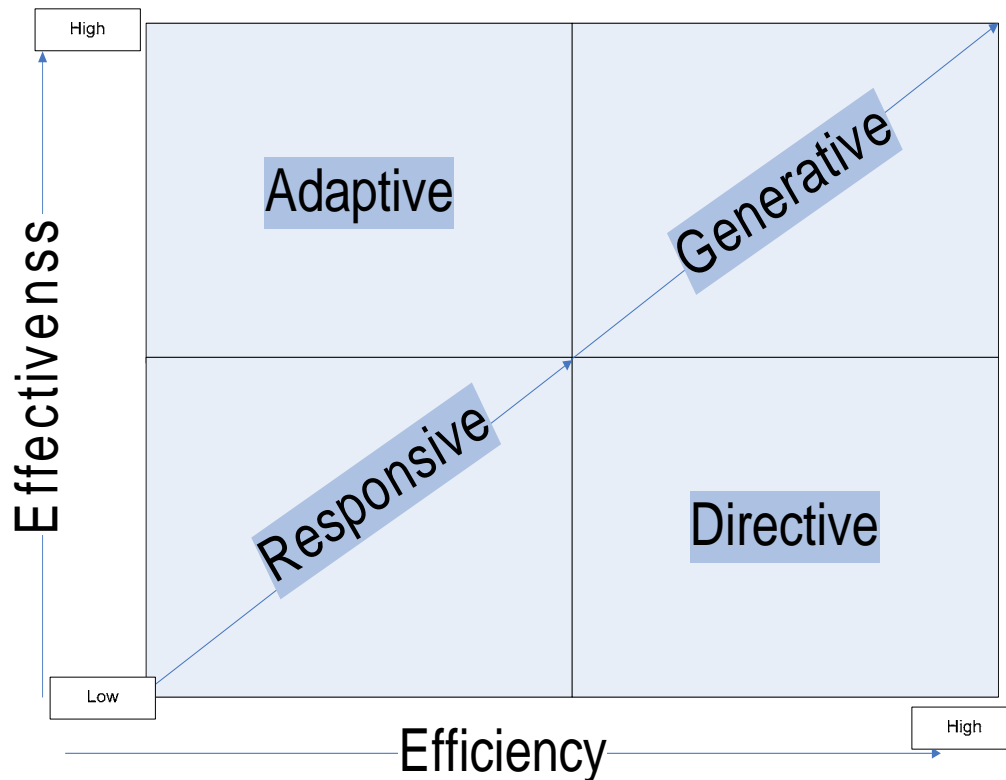 High
Adaptive
Generative
Effectivenss
Responsive
Directive
Low
High
Efficiency